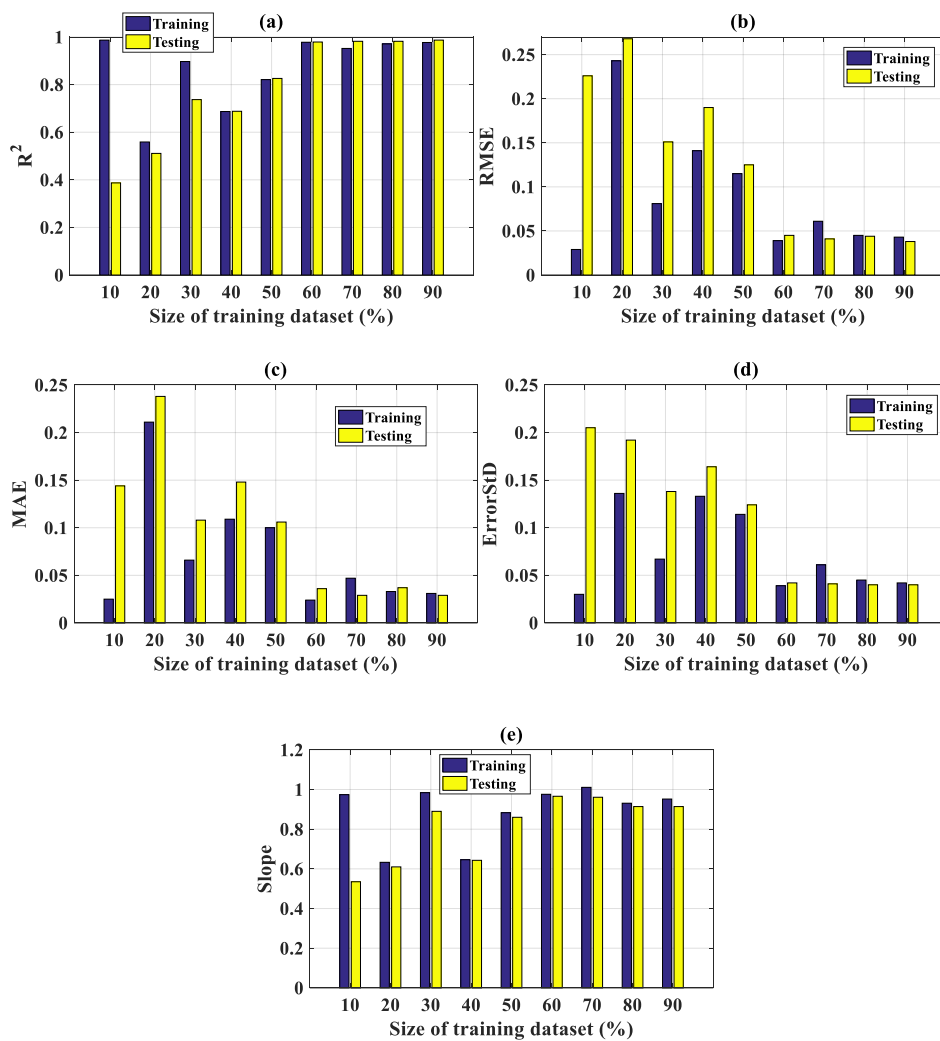 (a)
Training
Testing
1
0.8
0.6
0.4
0.2
0
R²
10 20 30 40 50 60 70 80 90
Size of training dataset (%)
(b)
Training
Testing
0.25
0.2
0.15
0.1
0.05
0
RMSE
10 20 30 40 50 60 70 80 90
Size of training dataset (%)
(c)
Training
Testing
0.25
0.2
0.15
0.1
0.05
0
MAE
10 20 30 40 50 60 70 80 90
Size of training dataset (%)
(d)
Training
Testing
0.25
0.2
0.15
0.1
0.05
0
ErrorStD
10 20 30 40 50 60 70 80 90
Size of training dataset (%)
(e)
Training
Testing
1.2
1
0.8
0.6
0.4
0.2
0
Slope
10 20 30 40 50 60 70 80 90
Size of training dataset (%)